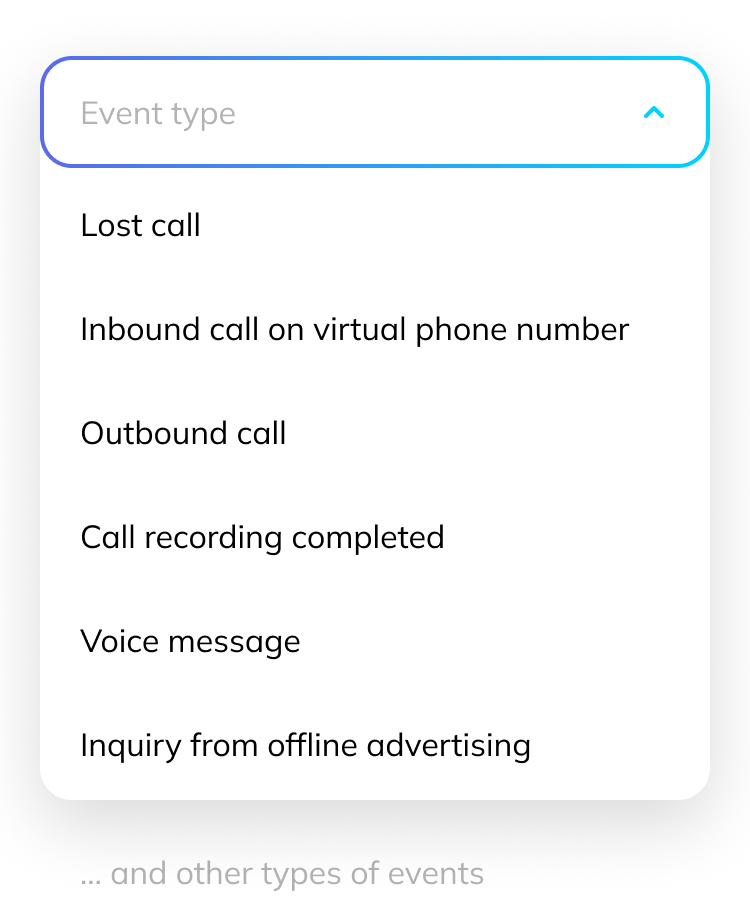 Event type
Lost call
Inbound call on virtual phone number
Outbound call
Call recording completed
Voice message
Inquiry from offline advertising
... and other types of events